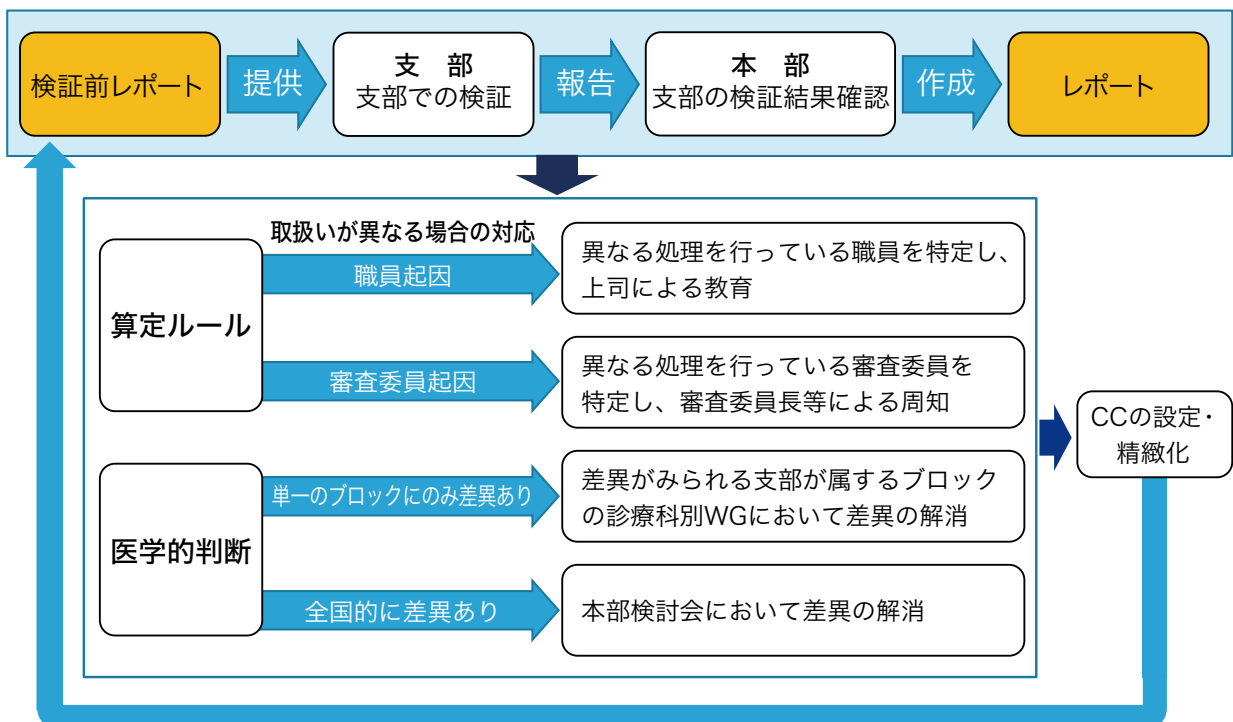 検証前レポート
提供
支 部
支部での検証
報告
本 部
支部の検証結果確認
作成
レポート
取扱いが異なる場合の対応
算定ルール
職員起因
異なる処理を行っている職員を特定し、
上司による教育
審査委員起因
異なる処理を行っている審査委員を
特定し、審査委員長等による周知
医学的判断
単一のブロックにのみ差異あり
差異がみられる支部が属するブロック
の診療科別WGにおいて差異の解消
全国的に差異あり
本部検討会において差異の解消
CCの設定・
精緻化